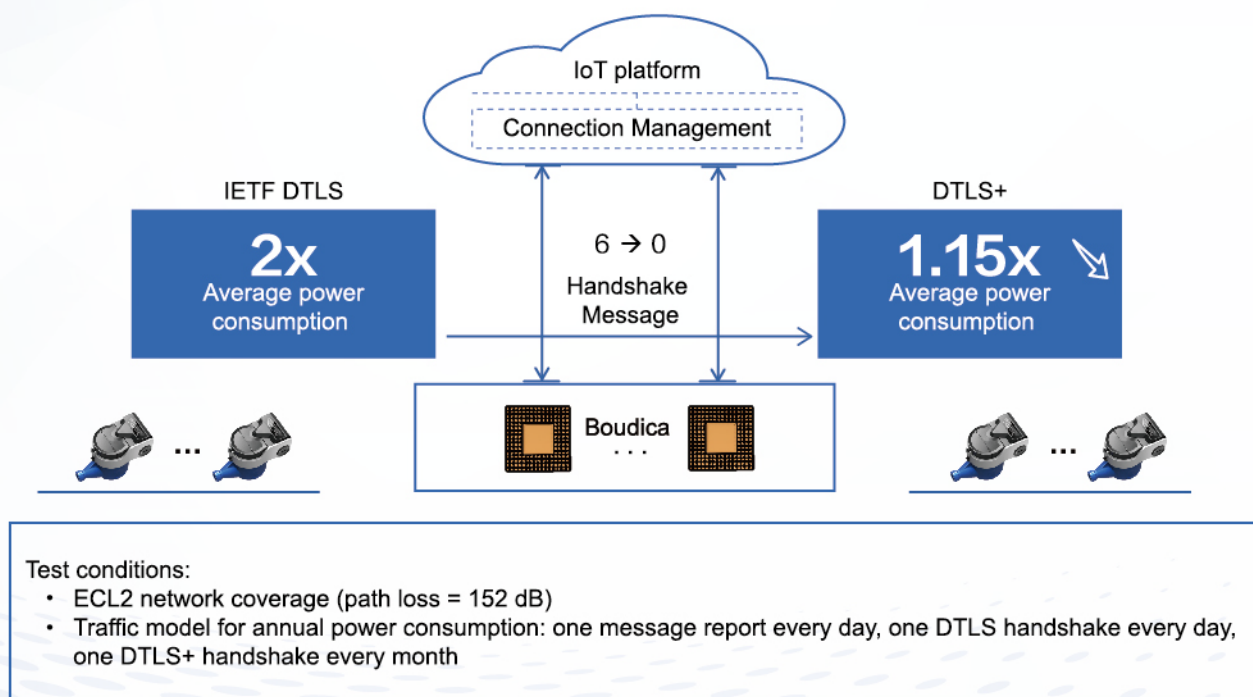 IoT platform
Connection Management
IETF DTLS
2x
Average power
consumption
6 → 0
Handshake
Message
DTLS+
1.15x
Average power
consumption
...
Boudica
...
...
Test conditions:
• ECL2 network coverage (path loss = 152 dB)
• Traffic model for annual power consumption: one message report every day, one DTLS handshake every day,
one DTLS+ handshake every month